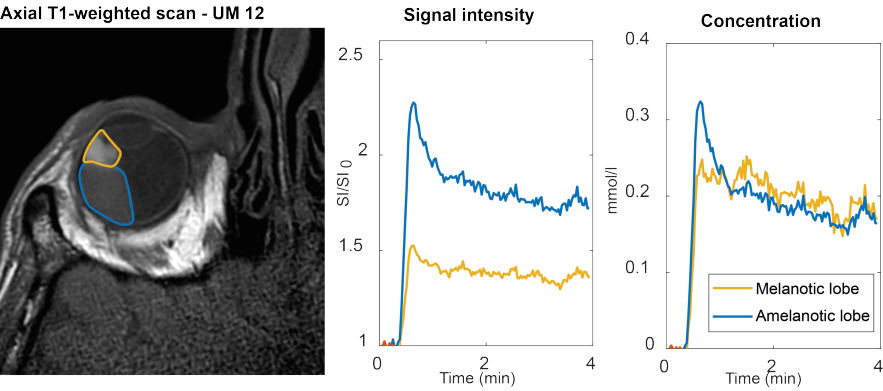 Axial T1-weighted scan - UM 12
Signal intensity
2.5
2
1.5
1
SI/SI0
0
2
4
Time (min)
Concentration
0.4
0.3
0.2
0.1
0
mmol/l
0
2
4
Time (min)
Melanotic lobe
Amelanotic lobe